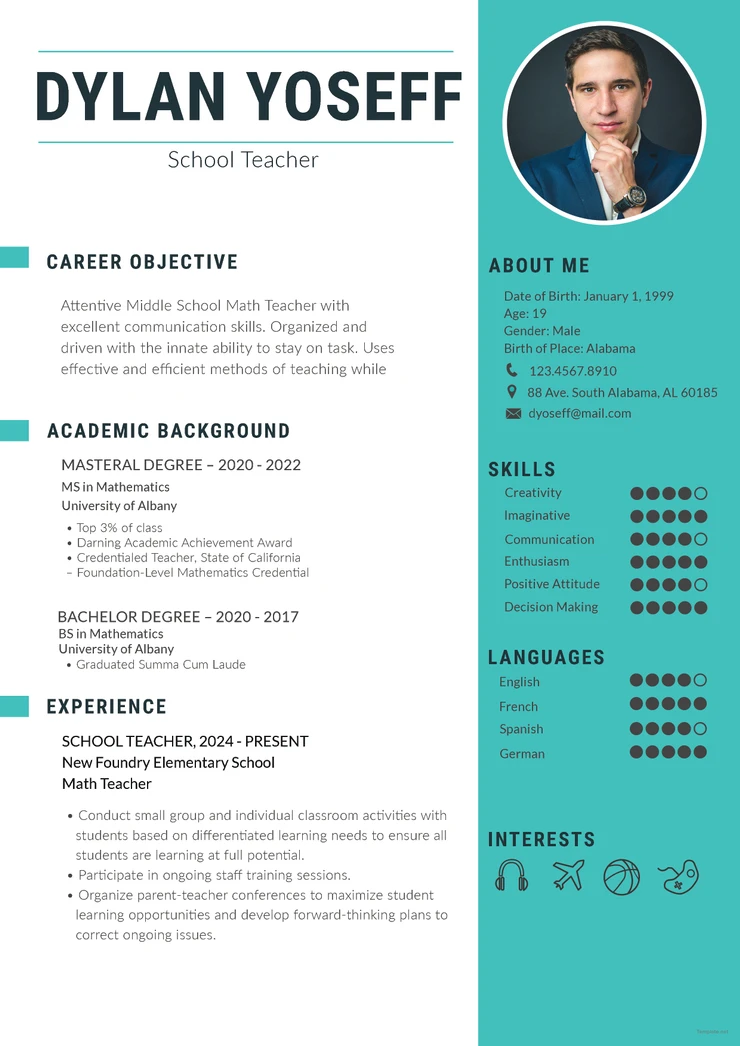 DYLAN YOSEFF
School Teacher
CAREER OBJECTIVE
Attentive Middle School Math Teacher with
excellent communication skills. Organized and
driven with the innate ability to stay on task. Uses
effective and efficient methods of teaching while
ACADEMIC BACKGROUND
MASTERAL DEGREE – 2020 - 2022
MS in Mathematics
University of Albany
• Top 3% of class
• Darning Academic Achievement Award
• Credentialed Teacher, State of California
– Foundation-Level Mathematics Credential
BACHELOR DEGREE – 2020 - 2017
BS in Mathematics
University of Albany
• Graduated Summa Cum Laude
EXPERIENCE
SCHOOL TEACHER, 2024 - PRESENT
New Foundry Elementary School
Math Teacher
• Conduct small group and individual classroom activities with
students based on differentiated learning needs to ensure all
students are learning at full potential.
• Participate in ongoing staff training sessions.
• Organize parent-teacher conferences to maximize student
learning opportunities and develop forward-thinking plans to
correct ongoing issues.
ABOUT ME
Date of Birth: January 1, 1999
Age: 19
Gender: Male
Birth of Place: Alabama
123.4567.8910
88 Ave. South Alabama, AL 60185
dyoseff@mail.com
SKILLS
Creativity
Imaginative
Communication
Enthusiasm
Positive Attitude
Decision Making
LANGUAGES
English
French
Spanish
German
INTERESTS